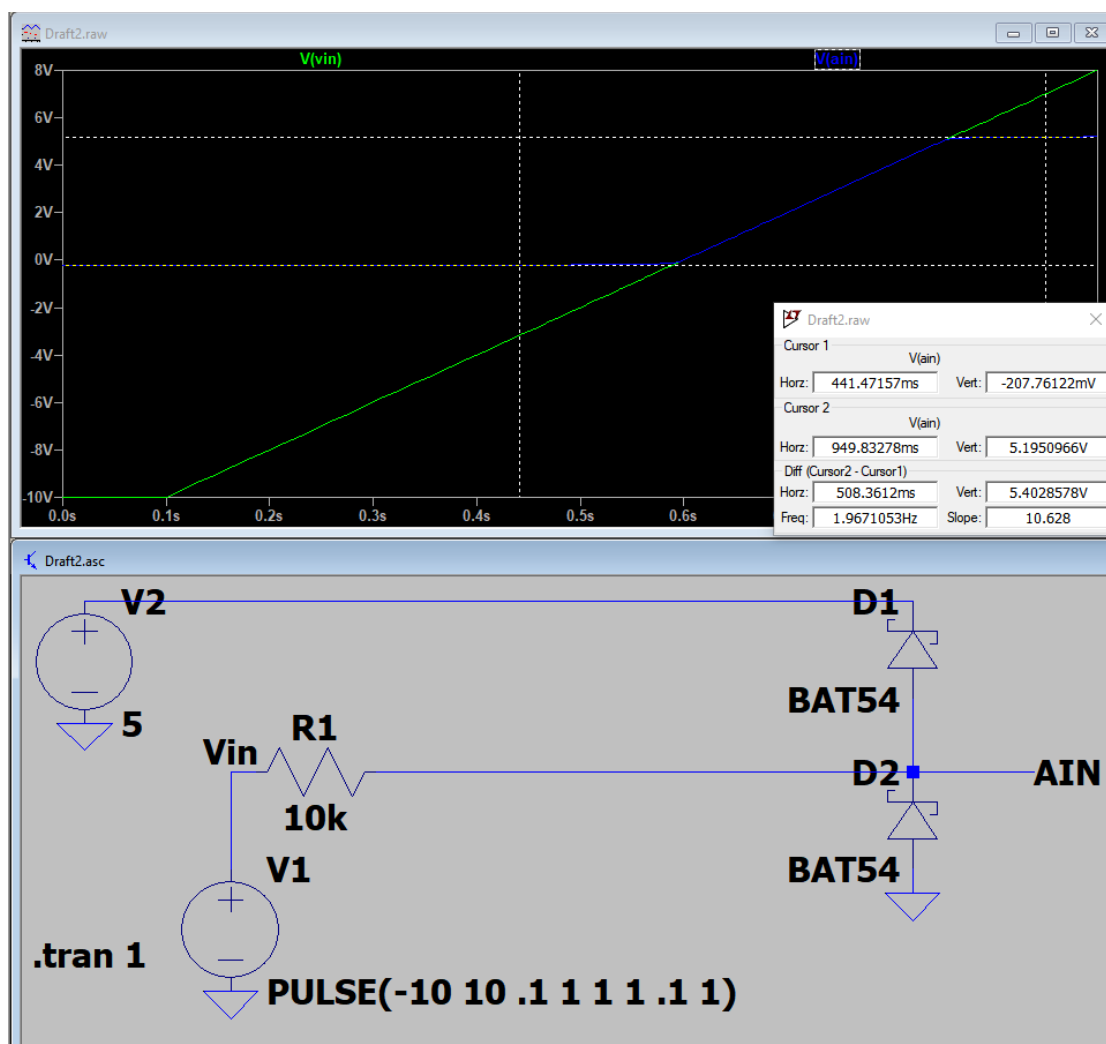 Draft2.raw
V(vin)
V(ain)
8V
6V
4V
2V
0V
-2V
-4V
-6V
-8V
-10V
0.0s 0.1s 0.2s 0.3s 0.4s 0.5s 0.6s
Draft2.raw
Cursor 1
V(ain)
Horz: 441.47157ms Vert: -207.76122mV
Cursor 2
V(ain)
Horz: 949.83278ms Vert: 5.1950966V
Diff (Cursor2 - Cursor1)
Horz: 508.3612ms Vert: 5.4028578V
Freq: 1.9671053Hz Slope: 10.628
Draft2.asc
V2
D1
BAT54
5
R1
Vin
D2
AIN
10k
V1
BAT54
.tran 1
PULSE(-10 10 .1 1 1 1 .1 1)